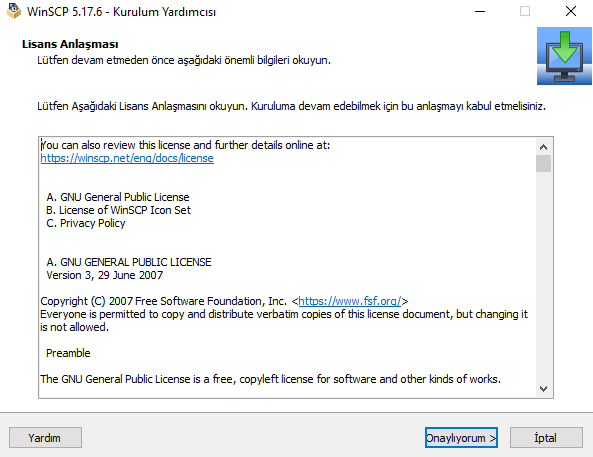 WinSCP 5.17.6 - Kurulum Yardımcısı
Lisans Anlaşması
Lütfen devam etmeden önce aşağıdaki önemli bilgileri okuyun.
Lütfen Aşağıdaki Lisans Anlaşmasını okuyun. Kuruluma devam edebilmek için bu anlaşmayı kabul etmelisiniz.
You can also review this license and further details online at:
https://winscp.net/eng/docs/license
A. GNU General Public License
B. License of WinSCP Icon Set
C. Privacy Policy
A. GNU GENERAL PUBLIC LICENSE
Version 3, 29 June 2007
Copyright (C) 2007 Free Software Foundation, Inc. <https://www.fsf.org/>
Everyone is permitted to copy and distribute verbatim copies of this license document, but changing it
is not allowed.
Preamble
The GNU General Public License is a free, copyleft license for software and other kinds of works.
Yardım
Onaylıyorum >
İptal